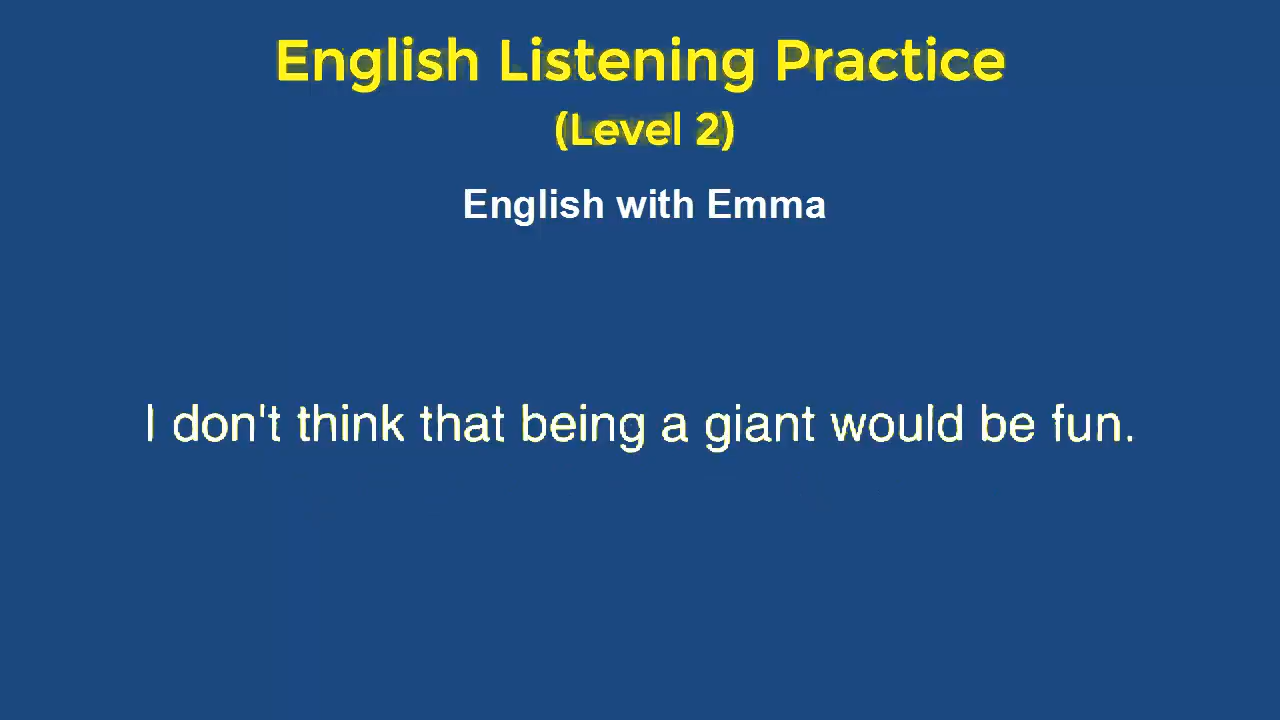 English Listening Practice
(Level 2)
English with Emma
I don't think that being a giant would be fun.